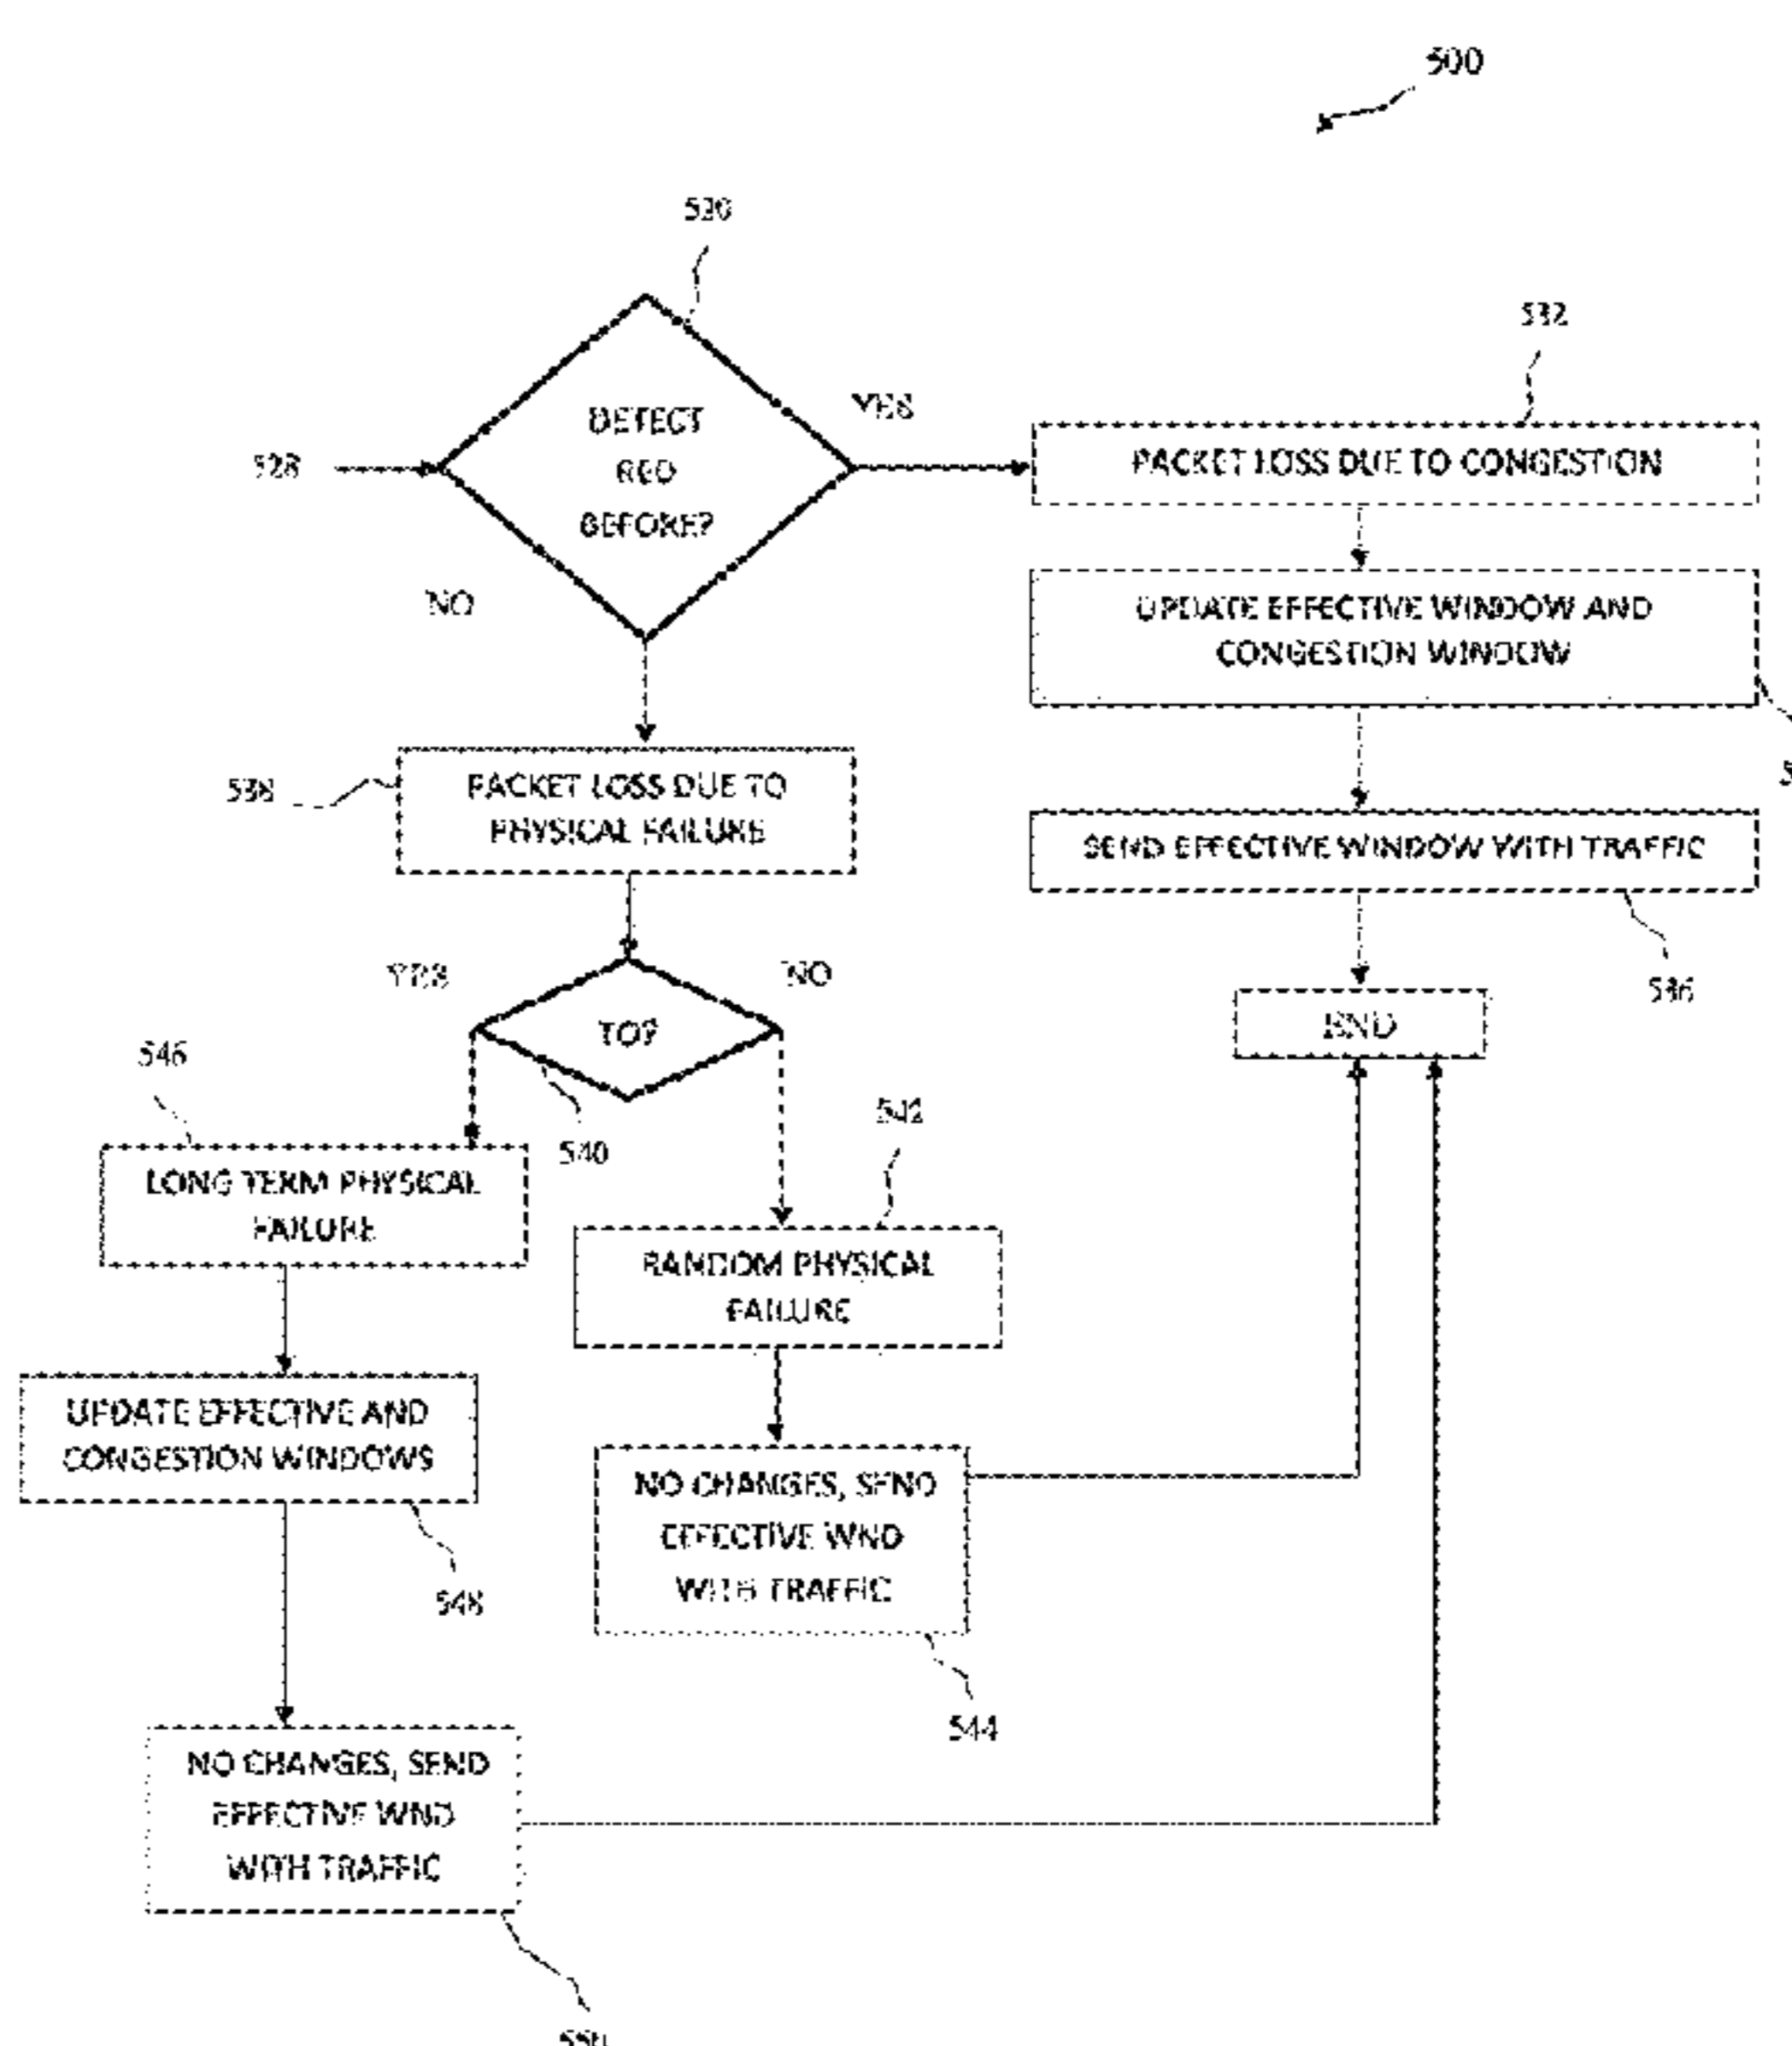 500
530
532
YES
DETECT
RED
BEFORE?
528
PACKET LOSS DUE TO CONGESTION
NO
UPDATE EFFECTIVE WINDOW AND
CONGESTION WINDOW
538
PACKET LOSS DUE TO
PHYSICAL FAILURE
SEND EFFECTIVE WINDOW WITH TRAFFIC
536
YES
NO
TO?
END
546
540
542
LONG TERM PHYSICAL
FAILURE
RANDOM PHYSICAL
FAILURE
UPDATE EFFECTIVE AND
CONGESTION WINDOWS
548
NO CHANGES, SEND
EFFECTIVE WND
WITH TRAFFIC
544
NO CHANGES, SEND
EFFECTIVE WND
WITH TRAFFIC
550